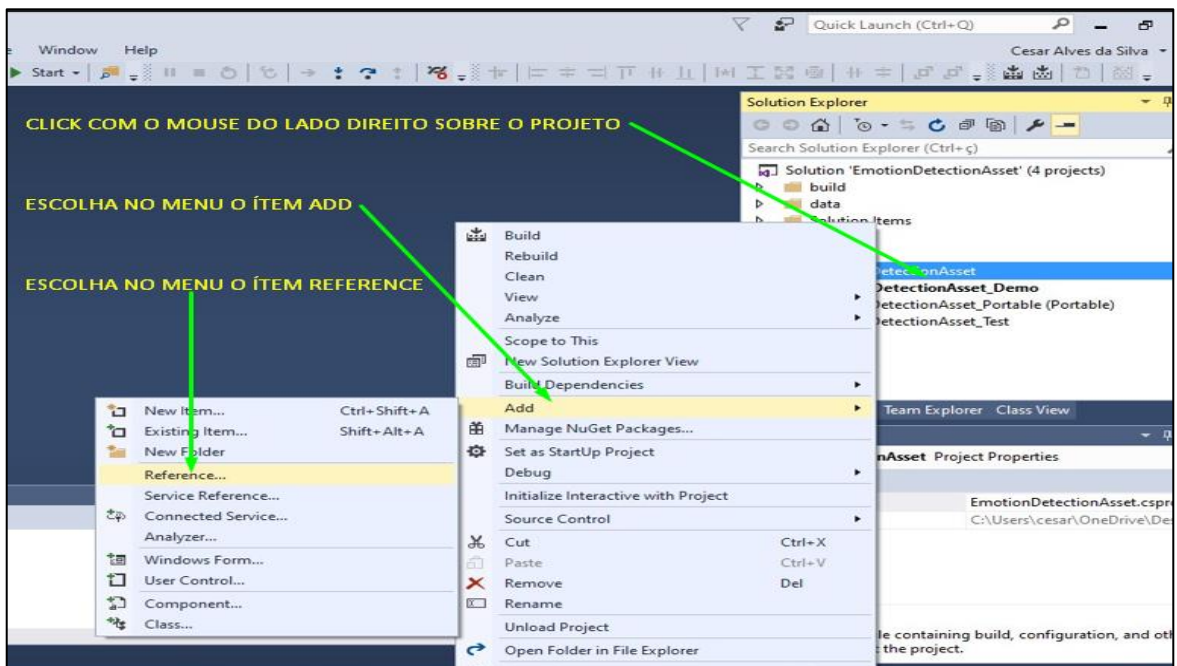 Quick Launch (Ctrl+Q)
Window Help
Cesar Alves da Silva
Start
Solution Explorer
CLICK COM O MOUSE DO LADO DIREITO SOBRE O PROJETO
Search Solution Explorer (Ctrl+ç)
Solution 'EmotionDetectionAsset' (4 projects)
build
data
ESCOLHA NO MENU O ÍTEM ADD
Solution Items
Build
Rebuild
Clean
DetectionAsset
ESCOLHA NO MENU O ÍTEM REFERENCE
DetectionAsset_Demo
View
DetectionAsset_Portable (Portable)
Analyze
DetectionAsset_Test
Scope to This
New Solution Explorer View
Build Dependencies
Add
Team Explorer Class View
New Item... Ctrl+Shift+A
Existing Item... Shift+Alt+A
Manage NuGet Packages...
New Folder
Set as StartUp Project
nAsset Project Properties
Reference...
Debug
Service Reference...
Initialize Interactive with Project
EmotionDetectionAsset.cspr
Connected Service...
Source Control
C:\Users\cesar\OneDrive\De
Analyzer...
Cut Ctrl+X
Windows Form...
Paste Ctrl+V
User Control...
Remove Del
Component...
Rename
Class...
Unload Project
le containing build, configuration, and oth
Open Folder in File Explorer
the project.